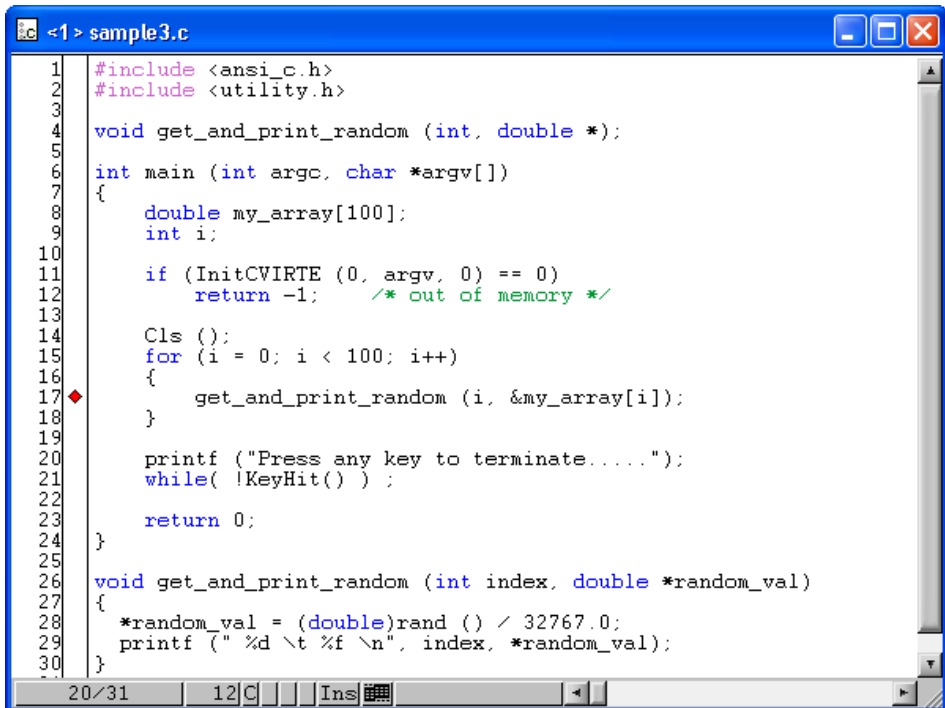 <1> sample3.c
1 #include <ansi_c.h>
2 #include <utility.h>
3
4 void get_and_print_random (int, double *);
5
6 int main (int argc, char *argv[])
7 {
8     double my_array[100];
9     int i;
10
11     if (InitCVIRTE (0, argv, 0) == 0)
12         return -1;     /* out of memory */
13
14     Cls ();
15     for (i = 0; i < 100; i++)
16     {
17         get_and_print_random (i, &my_array[i]);
18     }
19
20     printf ("Press any key to terminate.....");
21     while( !KeyHit() ) ;
22
23     return 0;
24 }
25
26 void get_and_print_random (int index, double *random_val)
27 {
28   *random_val = (double)rand () / 32767.0;
29   printf (" %d \t %f \n", index, *random_val);
30 }
20/31 12 C Ins